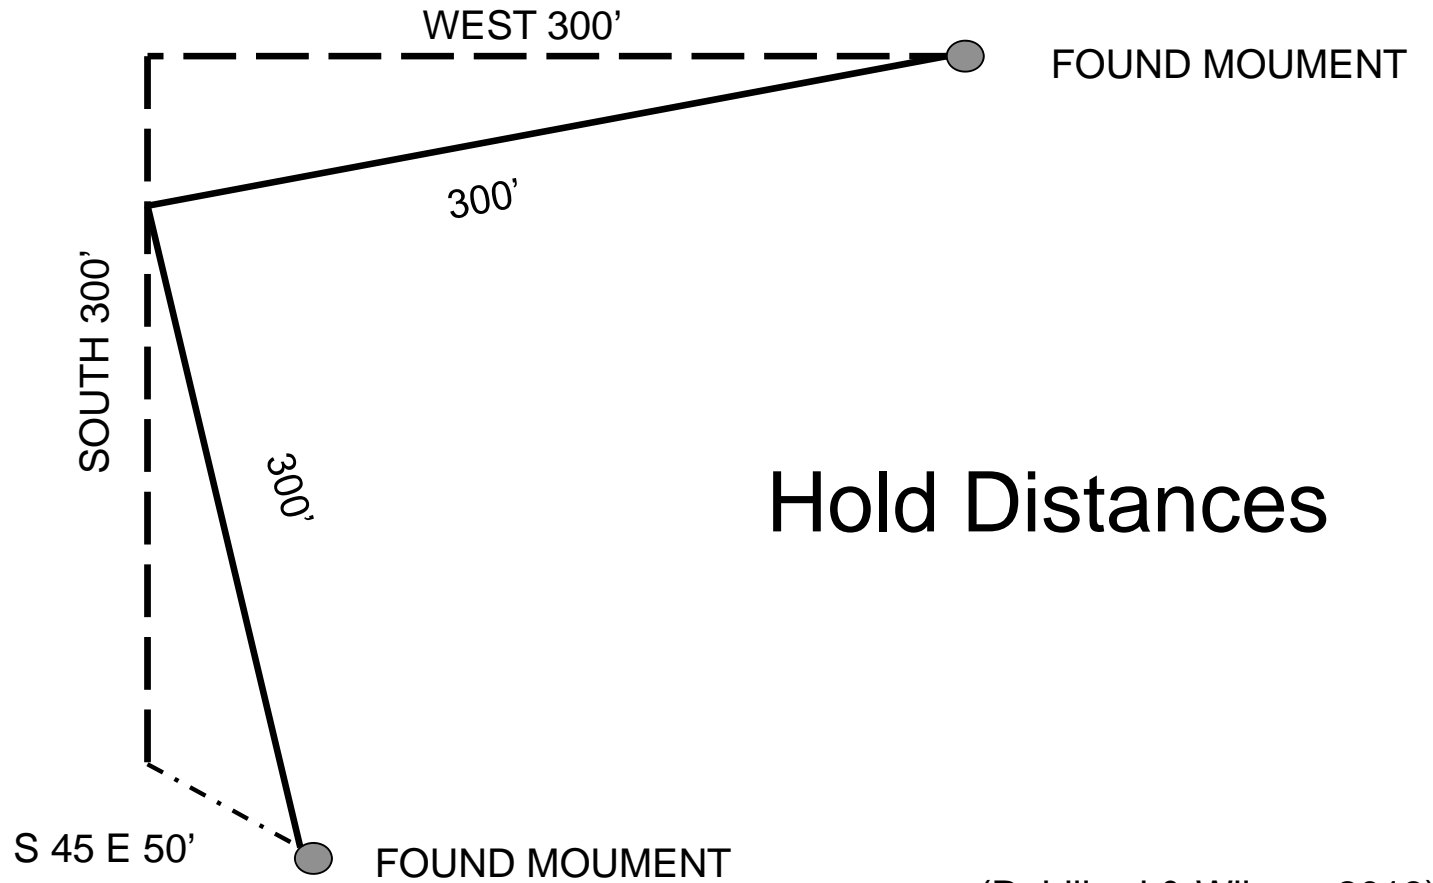 WEST 300’
FOUND MOUMENT
300’
SOUTH 300’
300’
Hold Distances
S 45 E 50’
FOUND MOUMENT